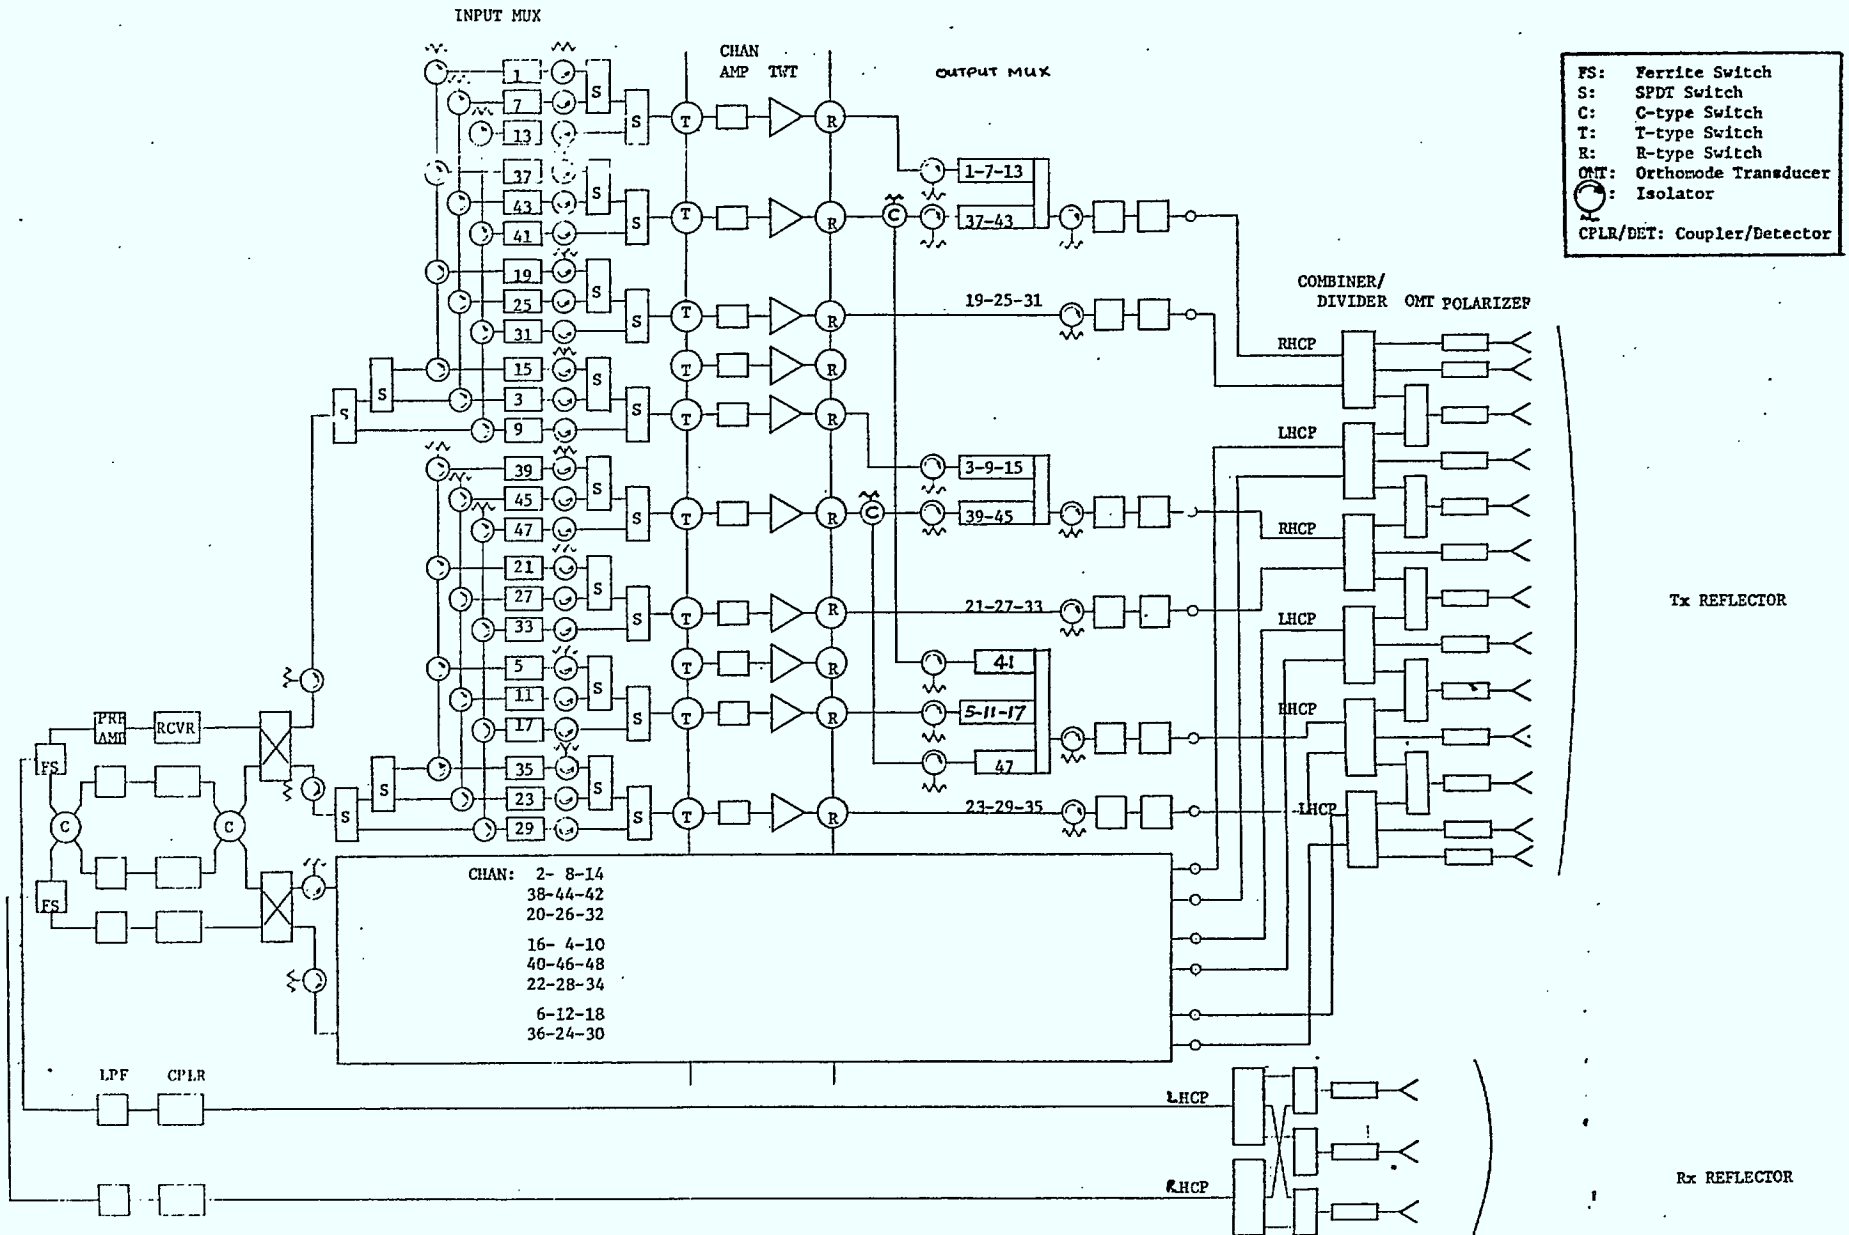 INPUT MUX
CHAN
AMP TWT
OUTPUT MUX
FS: Ferrite Switch
S: SPDT Switch
C: C-type Switch
T: T-type Switch
R: R-type Switch
OMT: Orthomode Transducer
: Isolator
CPLR/DET: Coupler/Detector
1
7
13
S
S
T
R
1-7-13
37
43
41
S
S
T
R
C
37-43
19
25
31
S
S
T
R
19-25-31
COMBINER/
DIVIDER OMT POLARIZER
RHCP
T
R
15
3
9
S
S
S
S
T
R
3-9-15
LHCP
39
45
47
S
S
T
R
C
39-45
RHCP
21
27
33
S
S
T
R
21-27-33
LHCP
Tx REFLECTOR
T
R
41
5
11
17
S
S
T
R
5-11-17
RHCP
47
35
23
29
S
S
S
S
T
R
23-29-35
LHCP
PRE
AMP
RCVR
FS
C
C
FS
CHAN: 2- 8-14
38-44-42
20-26-32
16- 4-10
40-46-48
22-28-34
6-12-18
36-24-30
LPF CPLR
LHCP
RHCP
Rx REFLECTOR